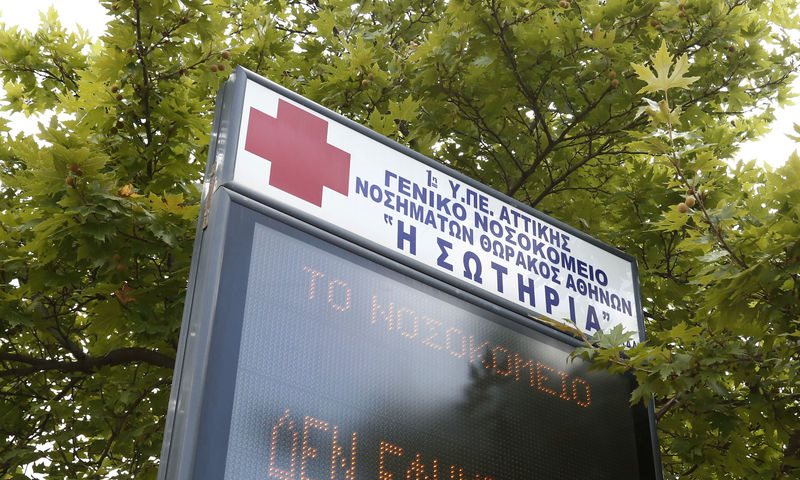 1η Υ.ΠΕ. ΑΤΤΙΚΗΣ
ΓΕΝΙΚΟ ΝΟΣΟΚΟΜΕΙΟ
ΝΟΣΗΜΑΤΩΝ ΘΩΡΑΚΟΣ ΑΘΗΝΩΝ
"Η ΣΩΤΗΡΙΑ"
ΤΟ ΝΟΣΟΚΟΜΕΙΟ
ΔΕΝ